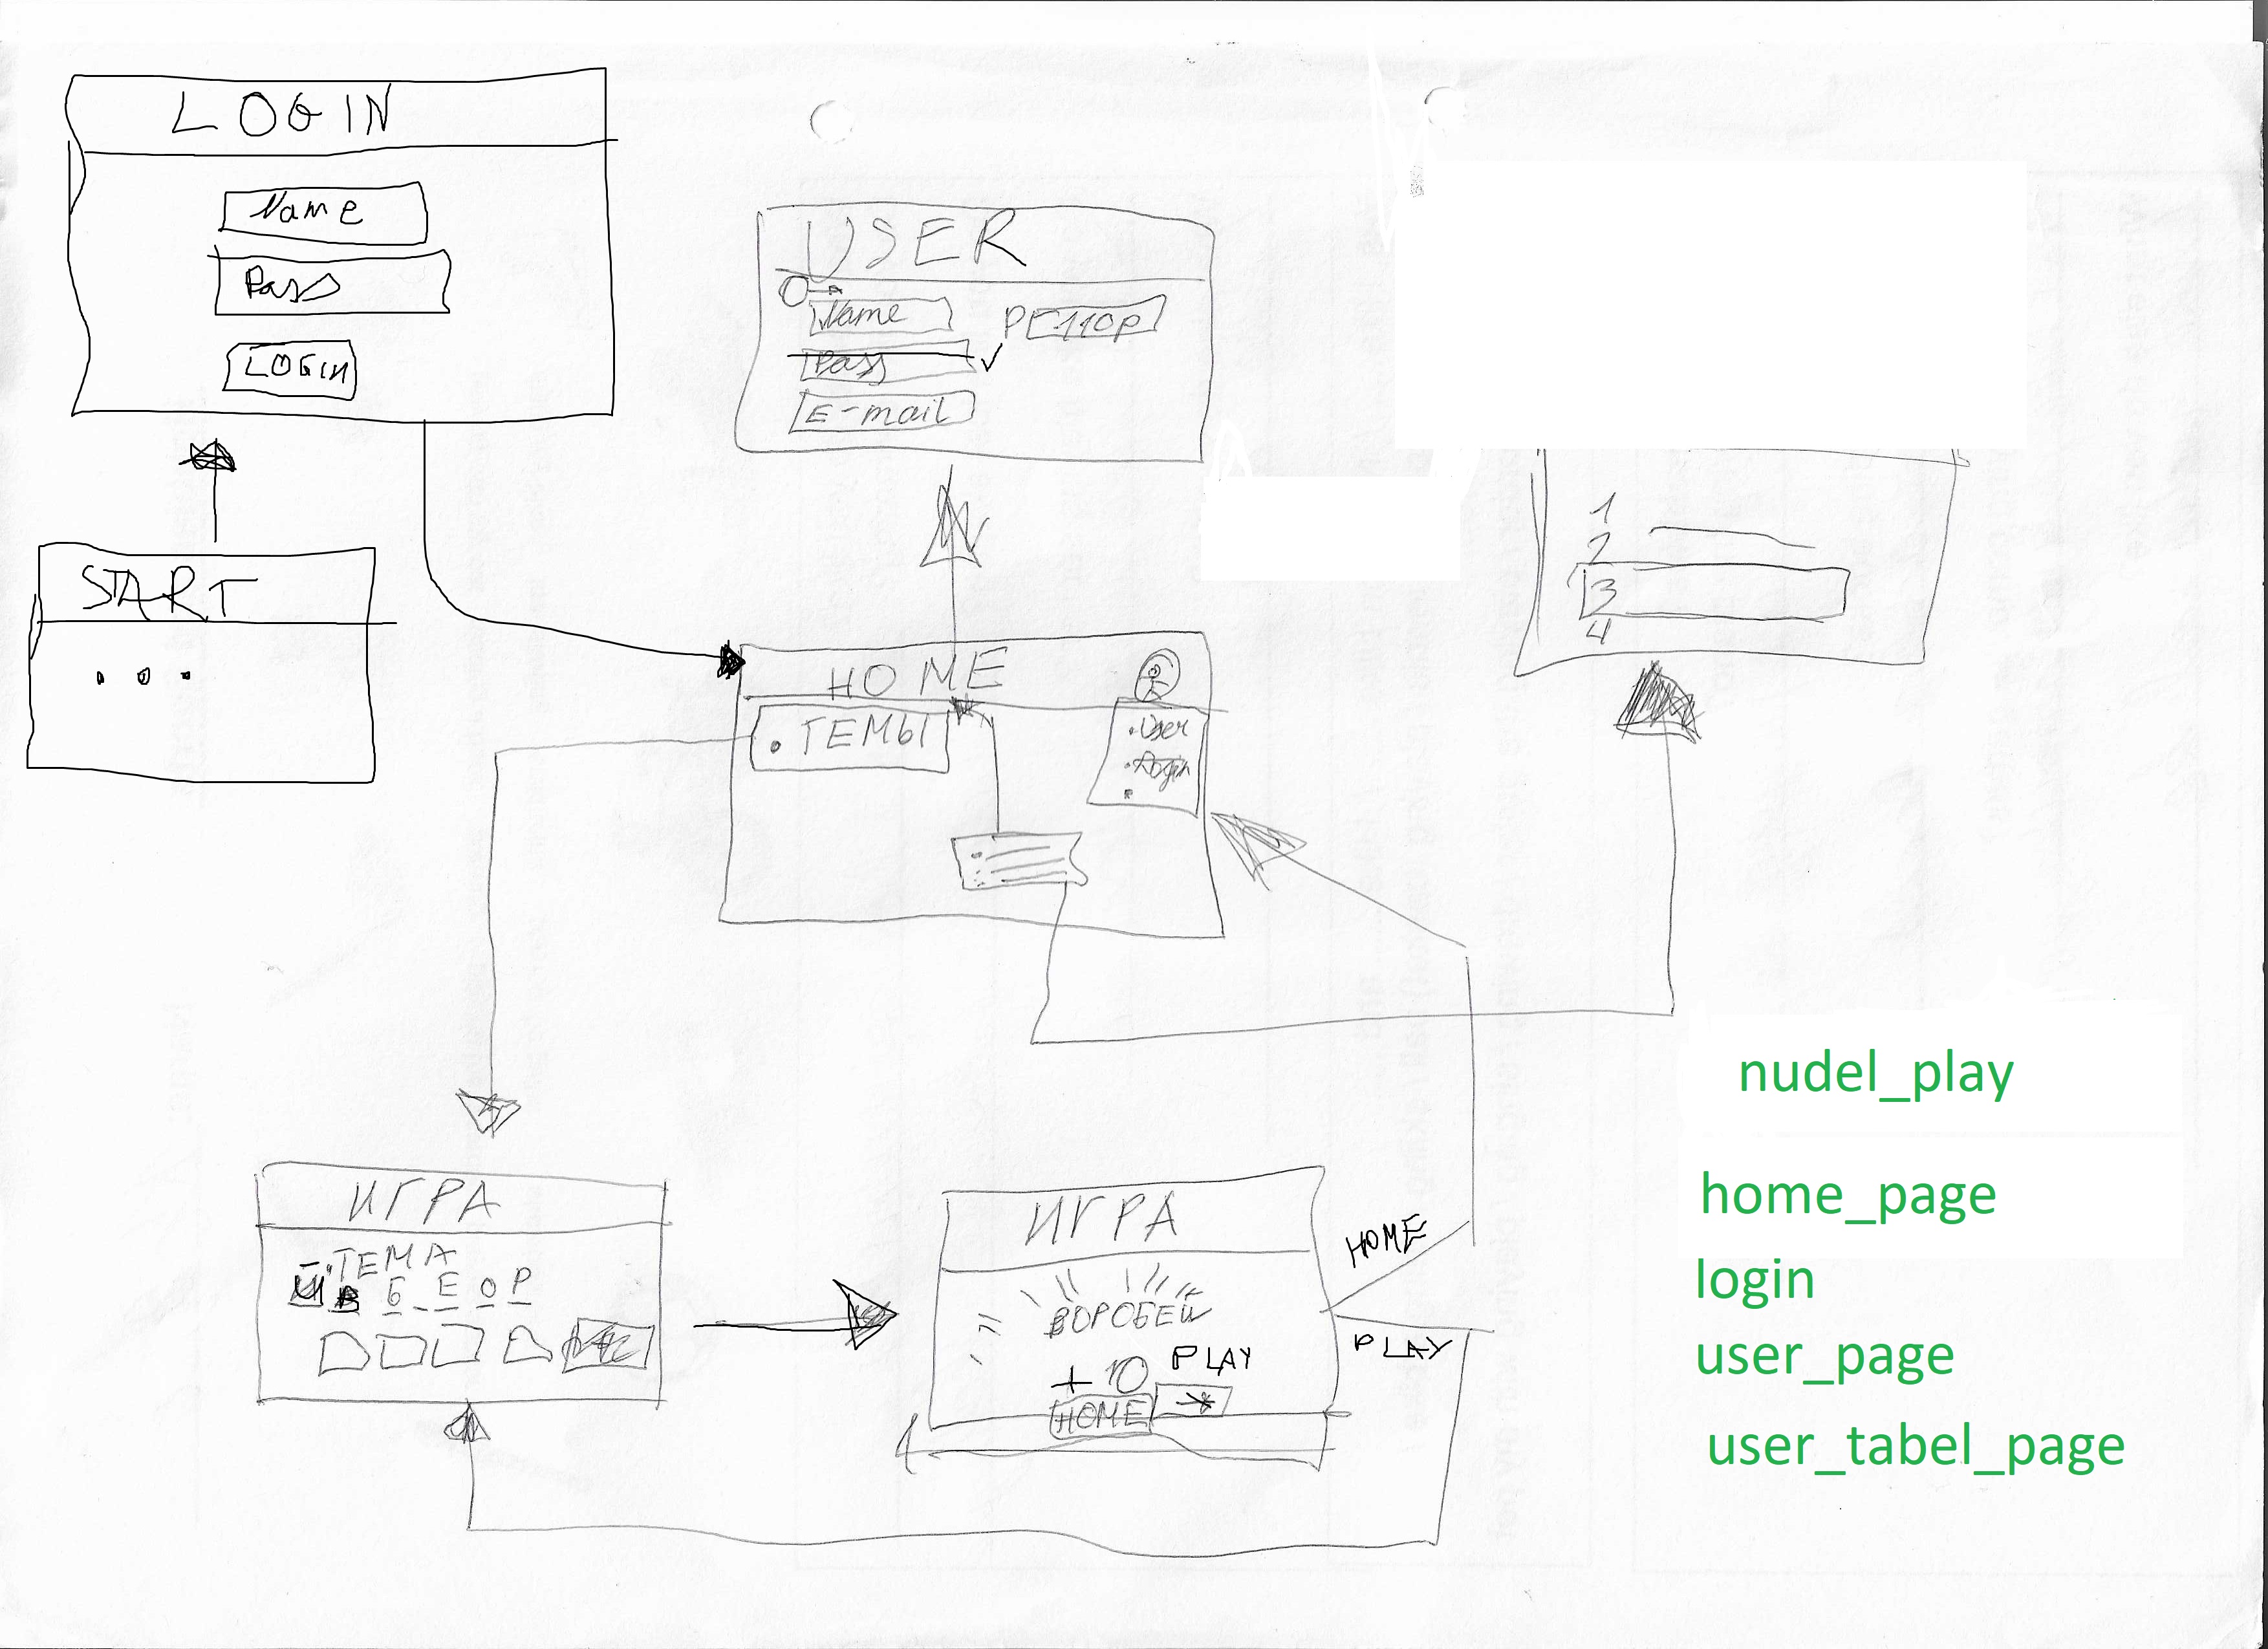 LOGIN
Name
Pass
LOGIN
START
USER
Name
Pass
E-mail
1
2
3
4
HOME
ТЕМЫ
User
Login
nudel_play
home_page
login
user_page
user_tabel_page
ИГРА
ТЕМА
Й В Б Е О Р
ИГРА
ВОРОБЕЙ
+10
PLAY
HOME
HOME
PLAY